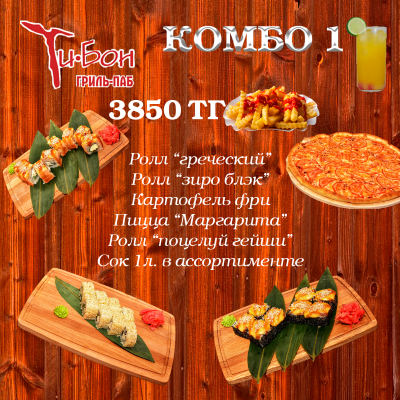 Ти-Бон
ГРИЛЬ-ПАБ
КОМБО 1
3850 ТГ
Ролл “греческий”
Ролл “зиро блэк”
Картофель фри
Пицца “Маргарита”
Ролл “поцелуй гейши”
Сок 1л. в ассортименте